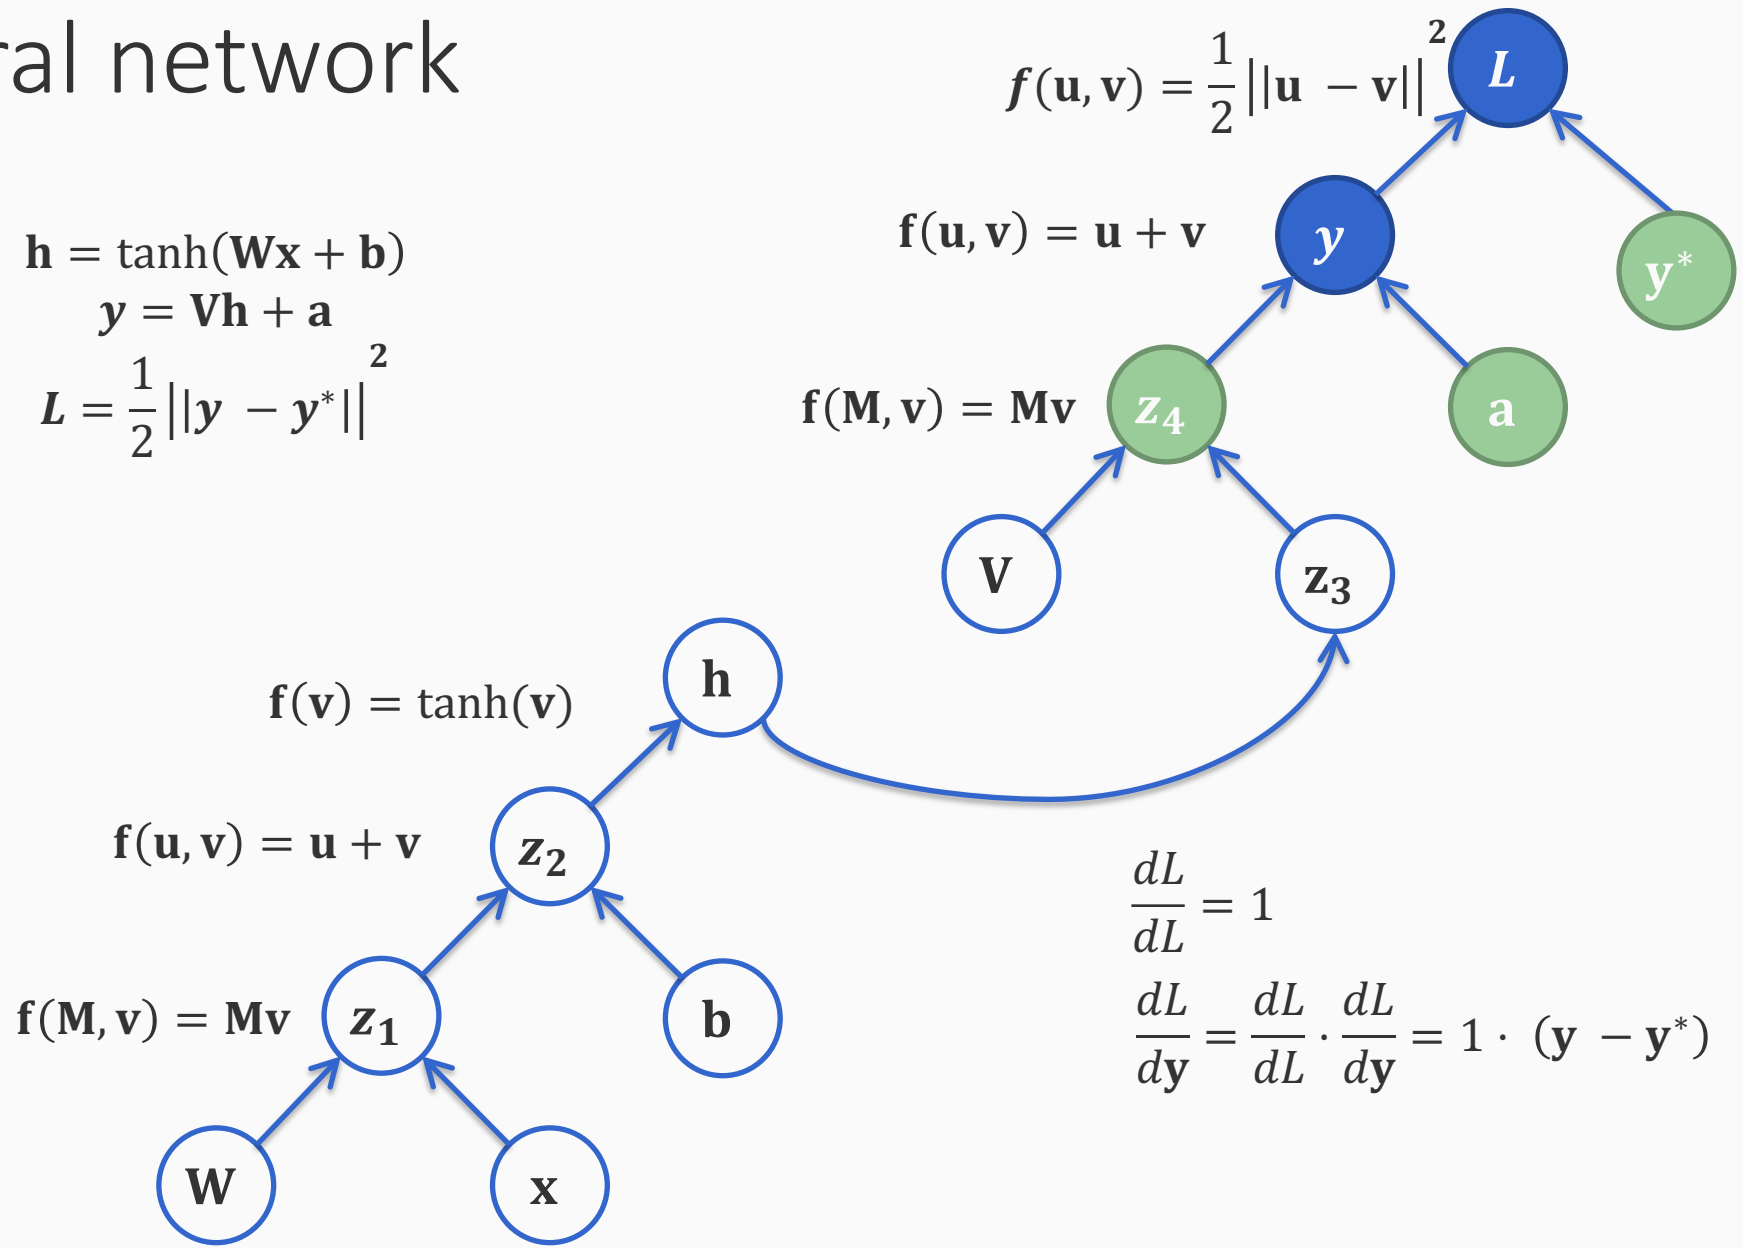 ral network
h = tanh(Wx + b)
y = Vh + a
L = 1/2 ||y − y*||²
f(u, v) = 1/2 ||u − v||²
L
f(u, v) = u + v
y
y*
f(M, v) = Mv
z₄
a
V
z₃
f(v) = tanh(v)
h
f(u, v) = u + v
z₂
f(M, v) = Mv
z₁
b
W
x
dL/dL = 1
dL/dy = dL/dL · dL/dy = 1 · (y − y*)